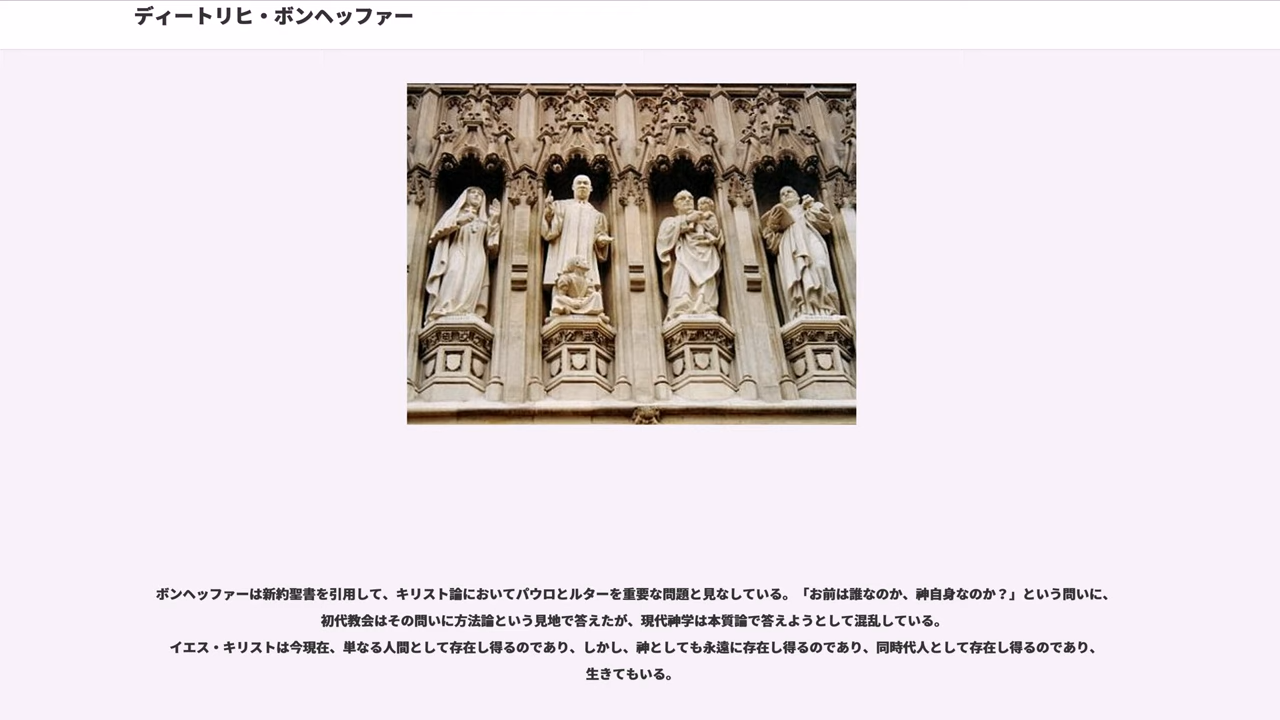 ディートリヒ・ボンヘッファー
ボンヘッファーは新約聖書を引用して、キリスト論においてパウロとルターを重要な問題と見なしている。「お前は誰なのか、神自身なのか？」という問いに、
初代教会はその問いに方法論という見地で答えたが、現代神学は本質論で答えようとして混乱している。
イエス・キリストは今現在、単なる人間として存在し得るのであり、しかし、神としても永遠に存在し得るのであり、同時代人として存在し得るのであり、
生きてもいる。